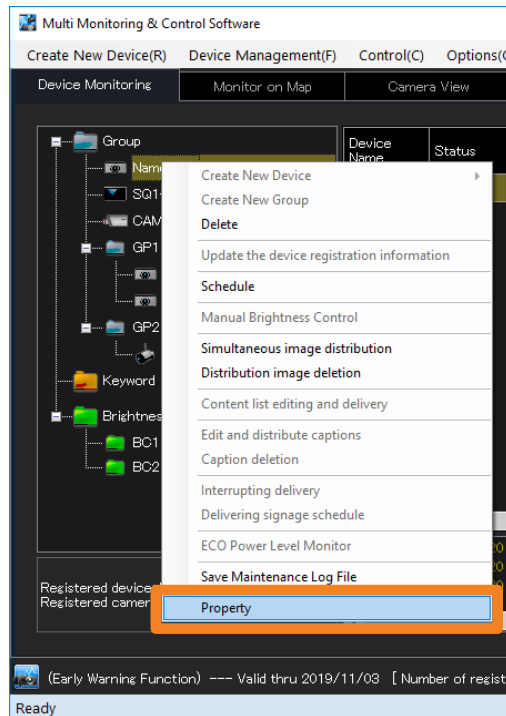 Multi Monitoring & Control Software
Create New Device(R) Device Management(F) Control(C) Options(
Device Monitoring Monitor on Map Camera View
Group
Device Name Status
Name
SQ1
CAM
GP1
GP2
Keyword
Brightnes
BC1
BC2
Create New Device
Create New Group
Delete
Update the device registration information
Schedule
Manual Brightness Control
Simultaneous image distribution
Distribution image deletion
Content list editing and delivery
Edit and distribute captions
Caption deletion
Interrupting delivery
Delivering signage schedule
ECO Power Level Monitor
Save Maintenance Log File
Property
Registered device
Registered camer
(Early Warning Function) --- Valid thru 2019/11/03 [ Number of regist
Ready